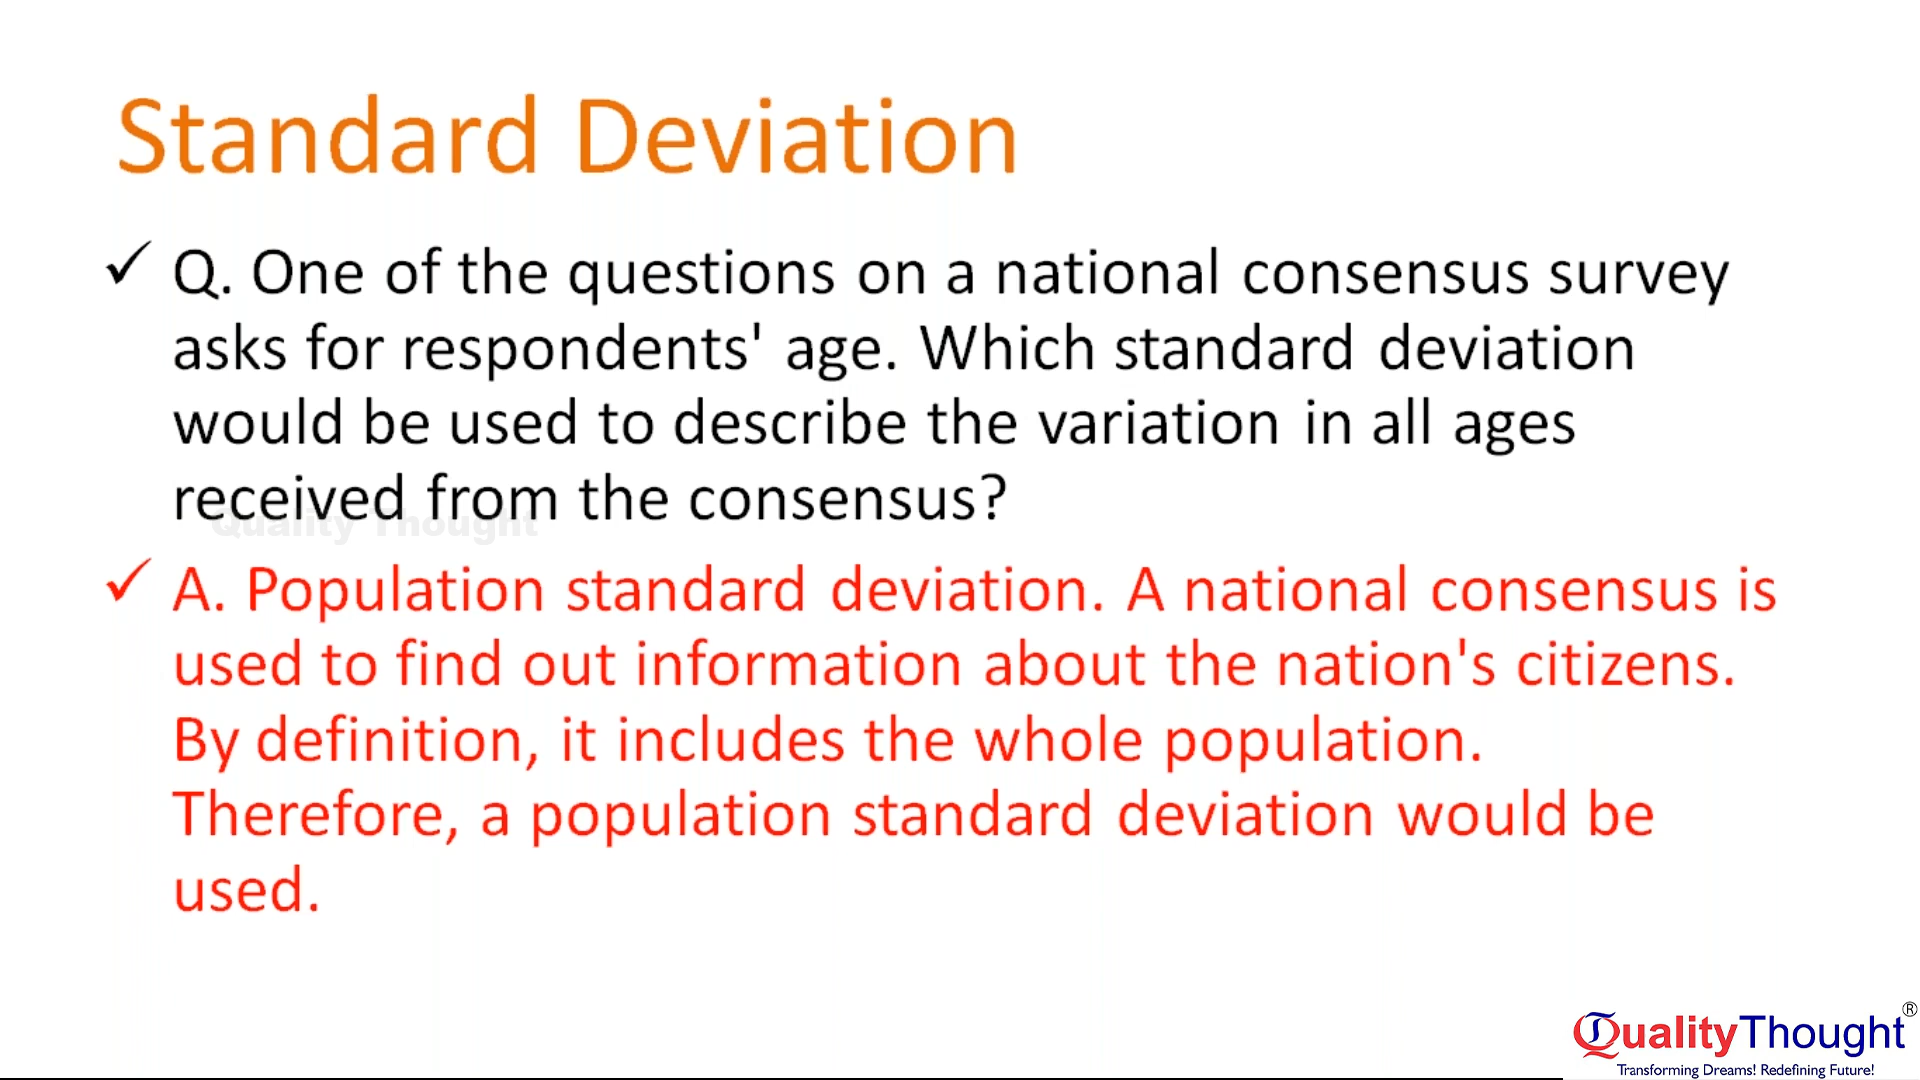 Standard Deviation
✓ Q. One of the questions on a national consensus survey
asks for respondents' age. Which standard deviation
would be used to describe the variation in all ages
received from the consensus?
Quality Thought
✓ A. Population standard deviation. A national consensus is
used to find out information about the nation's citizens.
By definition, it includes the whole population.
Therefore, a population standard deviation would be
used.
QualityThought®
Transforming Dreams! Redefining Future!